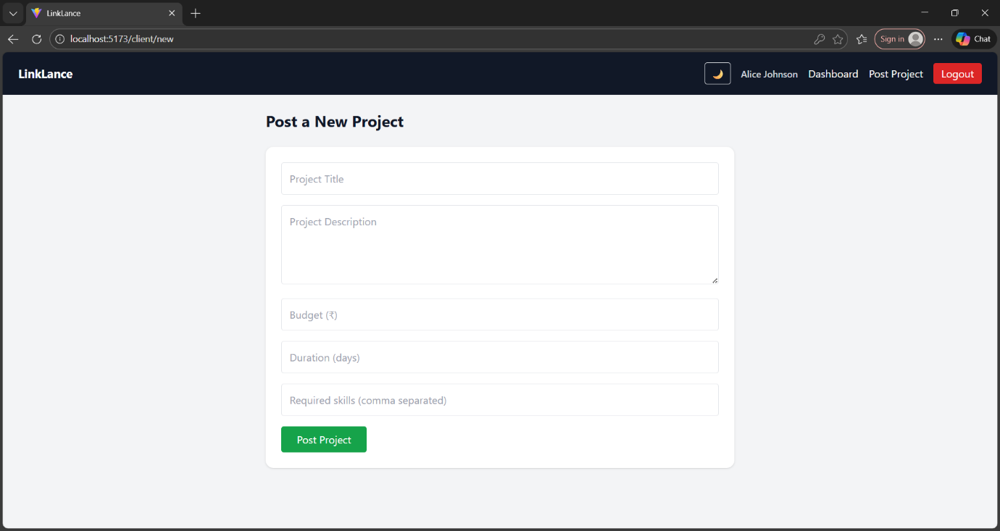 LinkLance
localhost:5173/client/new
Sign in
Chat
LinkLance
Alice Johnson Dashboard Post Project Logout
Post a New Project
Project Title
Project Description
Budget (₹)
Duration (days)
Required skills (comma separated)
Post Project